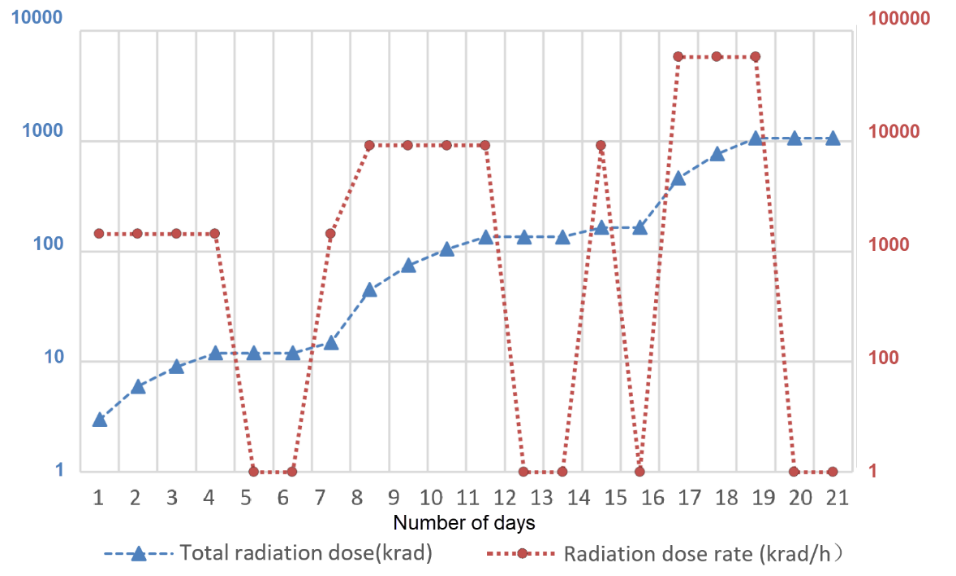 10000 100000
1000 10000
100 1000
10 100
1 1
1 2 3 4 5 6 7 8 9 10 11 12 13 14 15 16 17 18 19 20 21
Number of days
Total radiation dose(krad) Radiation dose rate (krad/h）